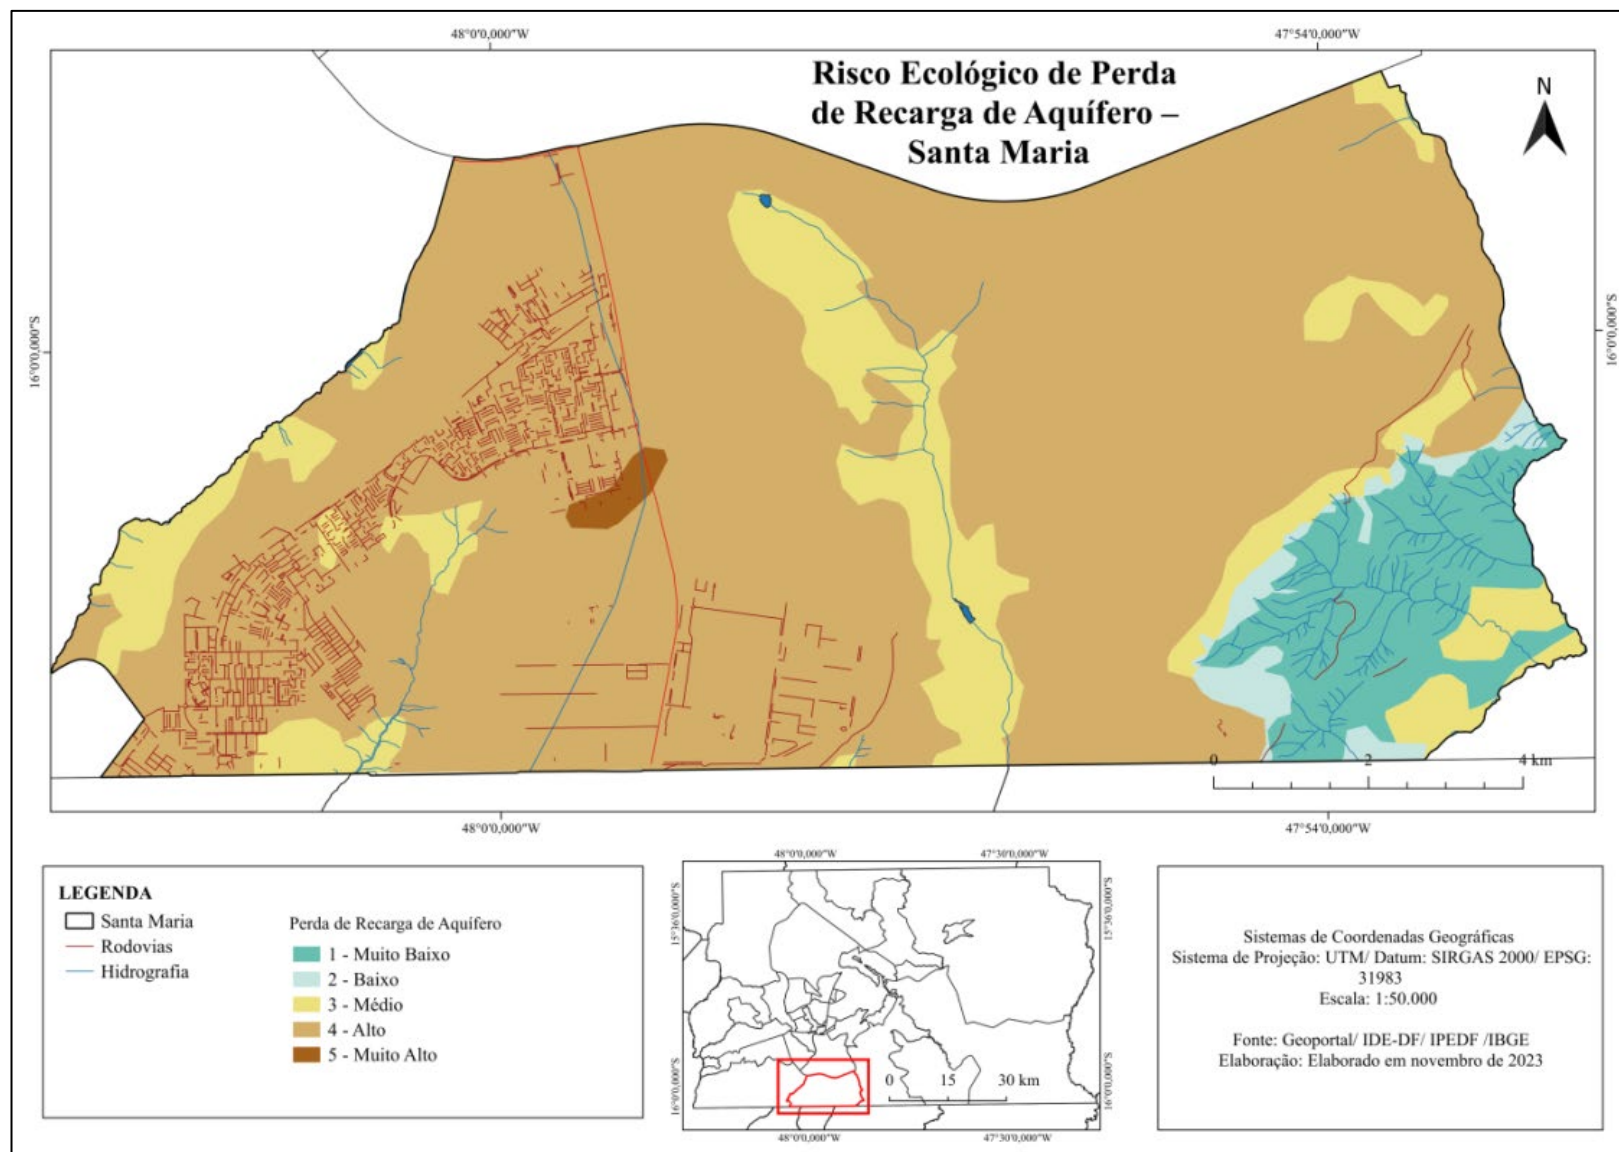 48°0'0,000"W
47°54'0,000"W
Risco Ecológico de Perda
de Recarga de Aquífero –
Santa Maria
N
16°0'0,000"S
16°0'0,000"S
0
2
4 km
48°0'0,000"W
47°54'0,000"W
LEGENDA
Santa Maria
Rodovias
Hidrografia
Perda de Recarga de Aquífero
1 - Muito Baixo
2 - Baixo
3 - Médio
4 - Alto
5 - Muito Alto
48°0'0,000"W
47°30'0,000"W
15°36'0,000"S
15°36'0,000"S
16°0'0,000"S
16°0'0,000"S
0
15
30 km
48°0'0,000"W
47°30'0,000"W
Sistemas de Coordenadas Geográficas
Sistema de Projeção: UTM/ Datum: SIRGAS 2000/ EPSG:
31983
Escala: 1:50.000
Fonte: Geoportal/ IDE-DF/ IPEDF /IBGE
Elaboração: Elaborado em novembro de 2023